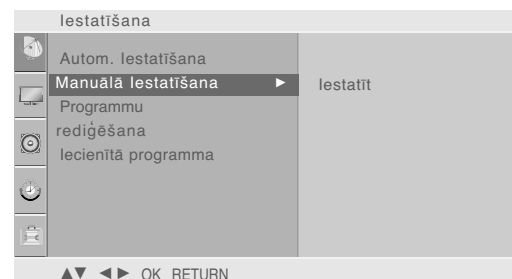 Iestatīšana
Autom. Iestatīšana
Manuālā Iestatīšana ►
Iestatīt
Programmu
rediģēšana
Iecienītā programma
▲▼ ◄► OK RETURN